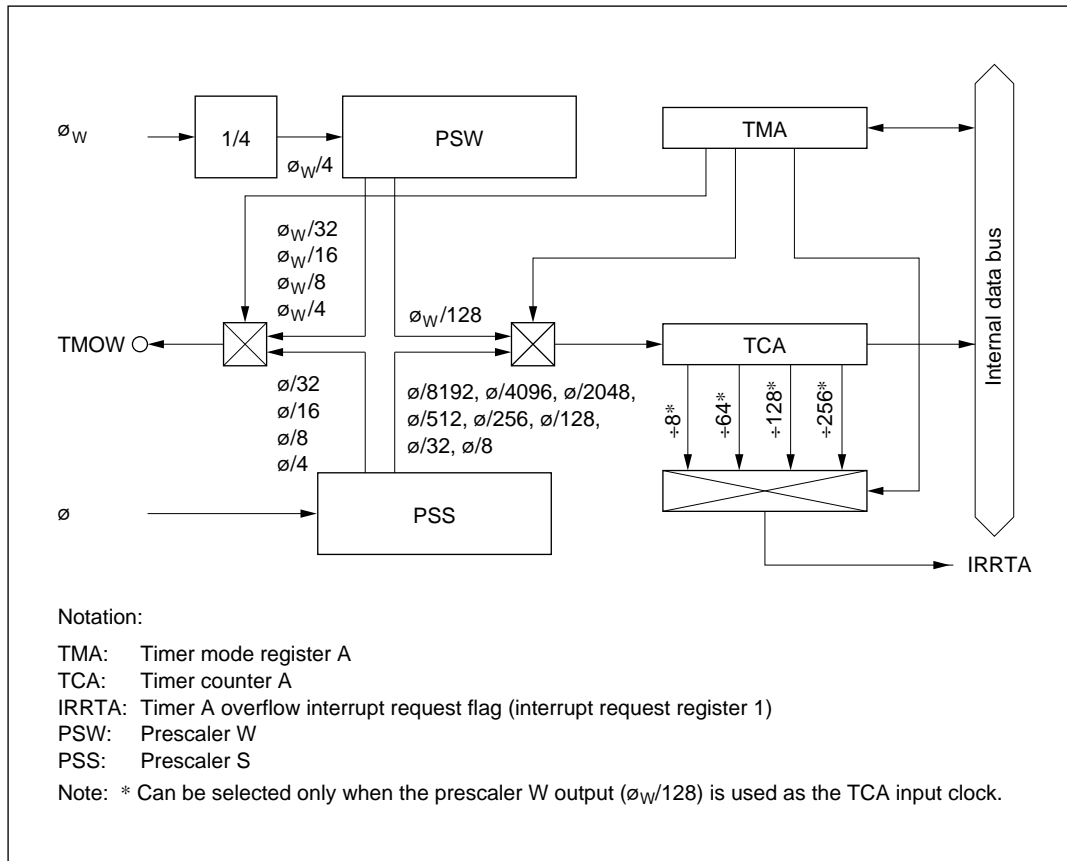 øW
1/4
øW/4
PSW
TMA
Internal data bus
øW/32
øW/16
øW/8
øW/4
øW/128
TMOW
TCA
ø/32
ø/16
ø/8
ø/4
ø/8192, ø/4096, ø/2048,
ø/512, ø/256, ø/128,
ø/32, ø/8
÷8*
÷64*
÷128*
÷256*
ø
PSS
IRRTA
Notation:
TMA: Timer mode register A
TCA: Timer counter A
IRRTA: Timer A overflow interrupt request flag (interrupt request register 1)
PSW: Prescaler W
PSS: Prescaler S
Note: * Can be selected only when the prescaler W output (øW/128) is used as the TCA input clock.